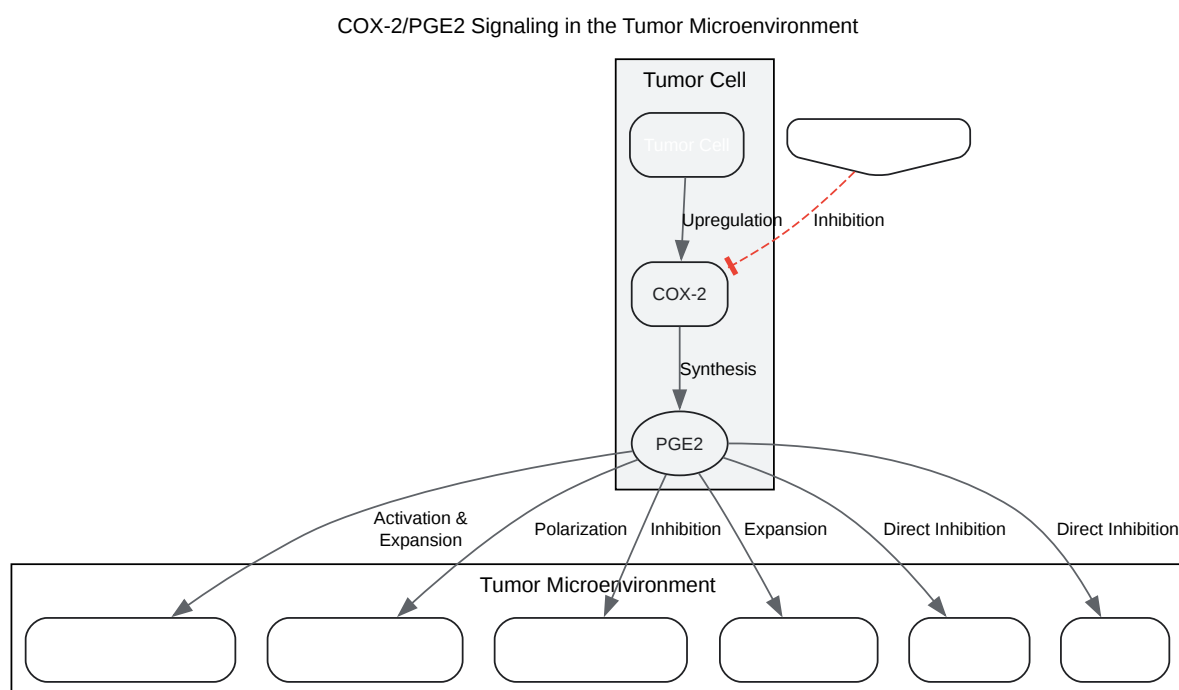 COX-2/PGE2 Signaling in the Tumor Microenvironment
Tumor Cell
Tumor Cell
Upregulation
Inhibition
COX-2
Synthesis
PGE2
Activation &
Expansion
Polarization
Inhibition
Expansion
Direct Inhibition
Direct Inhibition
Tumor Microenvironment